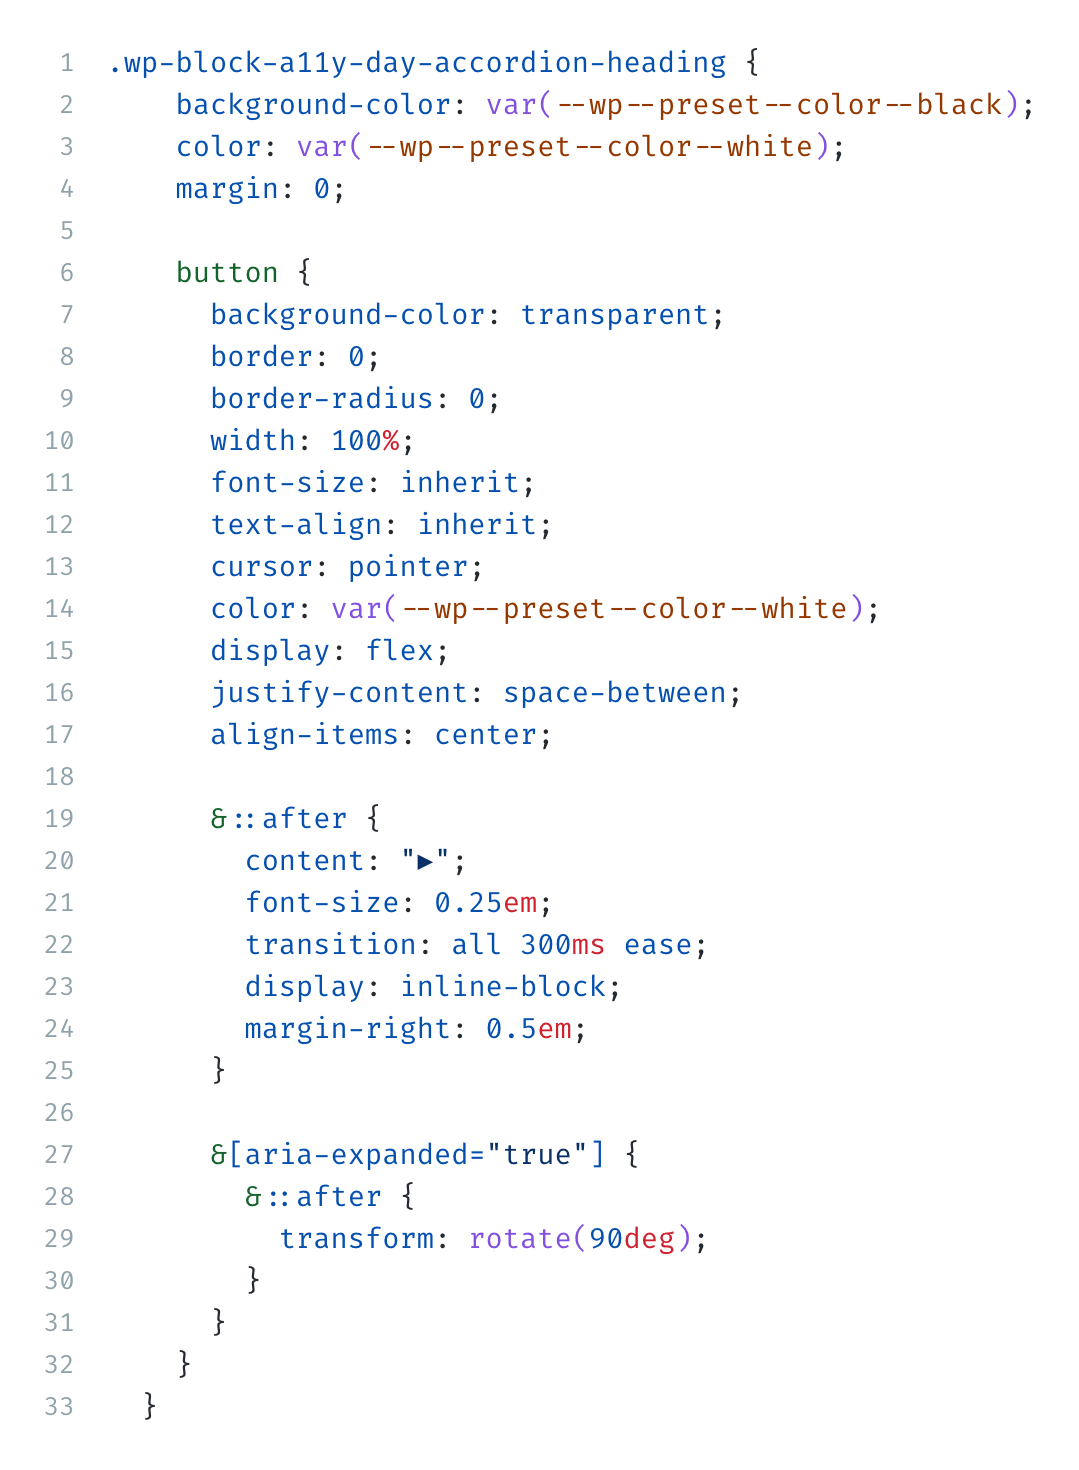 1 .wp-block-a11y-day-accordion-heading {
2 background-color: var(--wp--preset--color--black);
3 color: var(--wp--preset--color--white);
4 margin: 0;
5
6 button {
7 background-color: transparent;
8 border: 0;
9 border-radius: 0;
10 width: 100%;
11 font-size: inherit;
12 text-align: inherit;
13 cursor: pointer;
14 color: var(--wp--preset--color--white);
15 display: flex;
16 justify-content: space-between;
17 align-items: center;
18
19 &::after {
20 content: "▶";
21 font-size: 0.25em;
22 transition: all 300ms ease;
23 display: inline-block;
24 margin-right: 0.5em;
25 }
26
27 &[aria-expanded="true"] {
28 &::after {
29 transform: rotate(90deg);
30 }
31 }
32 }
33 }